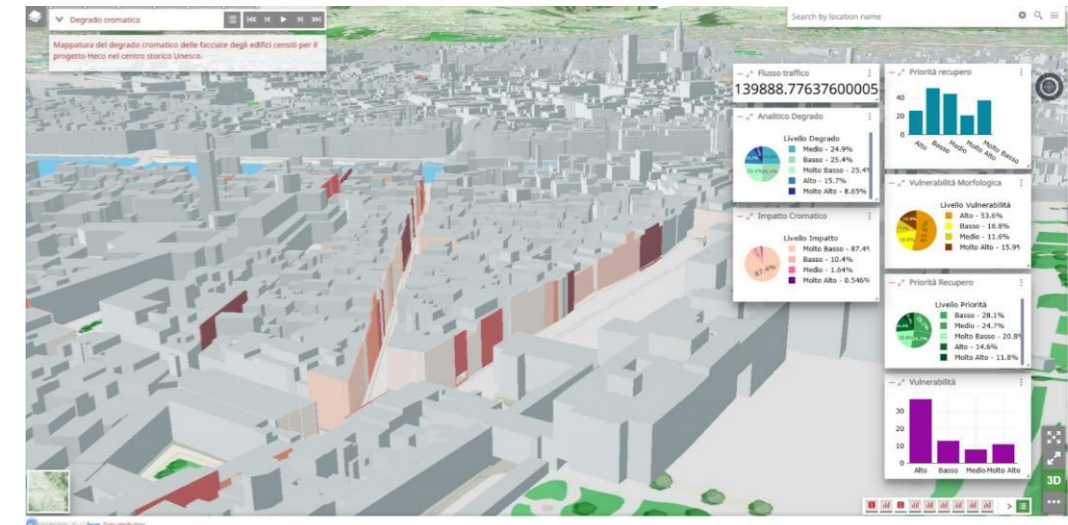 Degrado cromatico
Mappatura del degrado cromatico delle facciate degli edifici censiti per il
progetto Heco nel centro storico Unesco.
Search by location name
Flusso traffico
139888.77637600005
Analitico Degrado
Livello Degrado
Medio - 24.9%
Basso - 25.4%
Molto Basso - 25.4%
Alto - 15.7%
Molto Alto - 8.65%
Impatto Cromatico
Livello Impatto
87.4%
Molto Basso - 87.4%
Basso - 10.4%
Medio - 1.64%
Molto Alto - 0.546%
Priorità recupero
40
20
0
Alto
Basso
Medio
Molto Alto
Molto Basso
Vulnerabilità Morfologica
Livello Vulnerabilità
53.6%
Alto - 53.6%
Basso - 18.8%
Medio - 11.6%
Molto Alto - 15.9%
Priorità Recupero
Livello Priorità
Basso - 28.1%
Medio - 24.7%
Molto Basso - 20.8%
Alto - 14.6%
Molto Alto - 11.8%
Vulnerabilità
30
20
10
0
Alto Basso Medio Molto Alto
3D